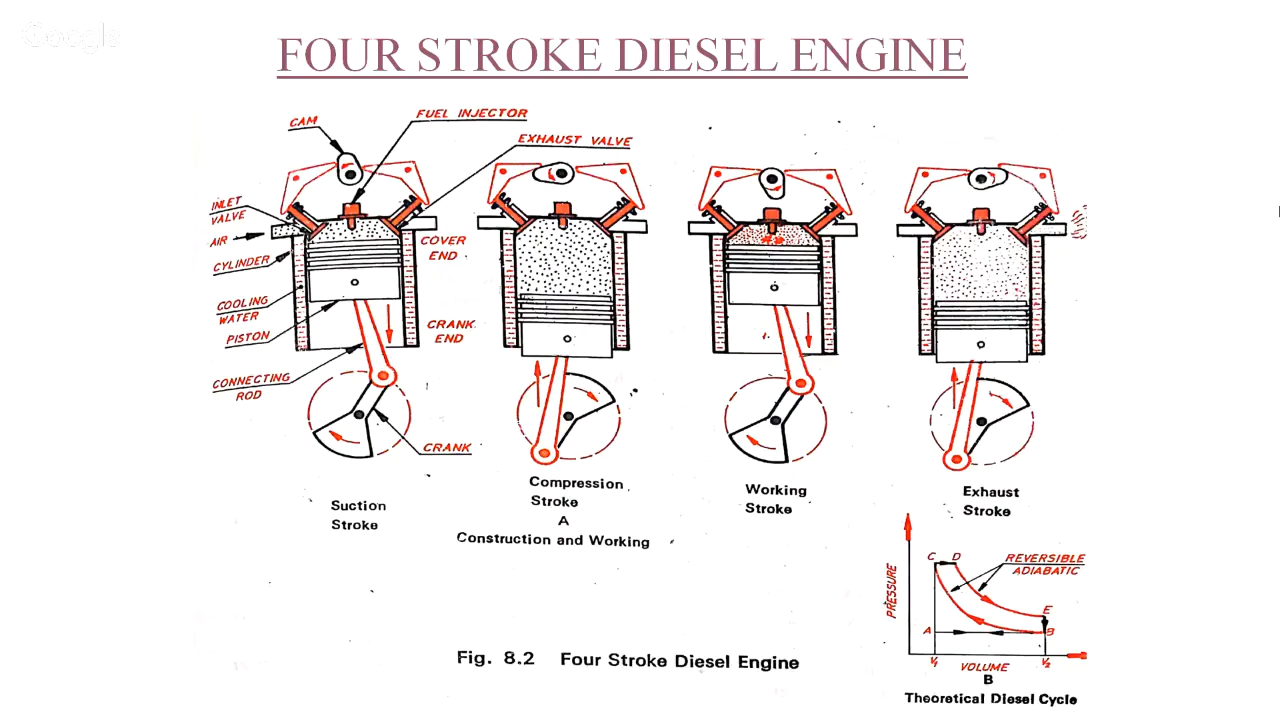 Google
FOUR STROKE DIESEL ENGINE
CAM
FUEL INJECTOR
EXHAUST VALVE
INLET
VALVE
AIR
CYLINDER
COOLING
WATER
PISTON
CONNECTING
ROD
COVER
END
CRANK
END
CRANK
Suction
Stroke
Compression
Stroke
A
Construction and Working
Working
Stroke
Exhaust
Stroke
PRESSURE
C D
REVERSIBLE
ADIABATIC
E
A
B
V1
VOLUME
V2
B
Theoretical Diesel Cycle
Fig. 8.2 Four Stroke Diesel Engine